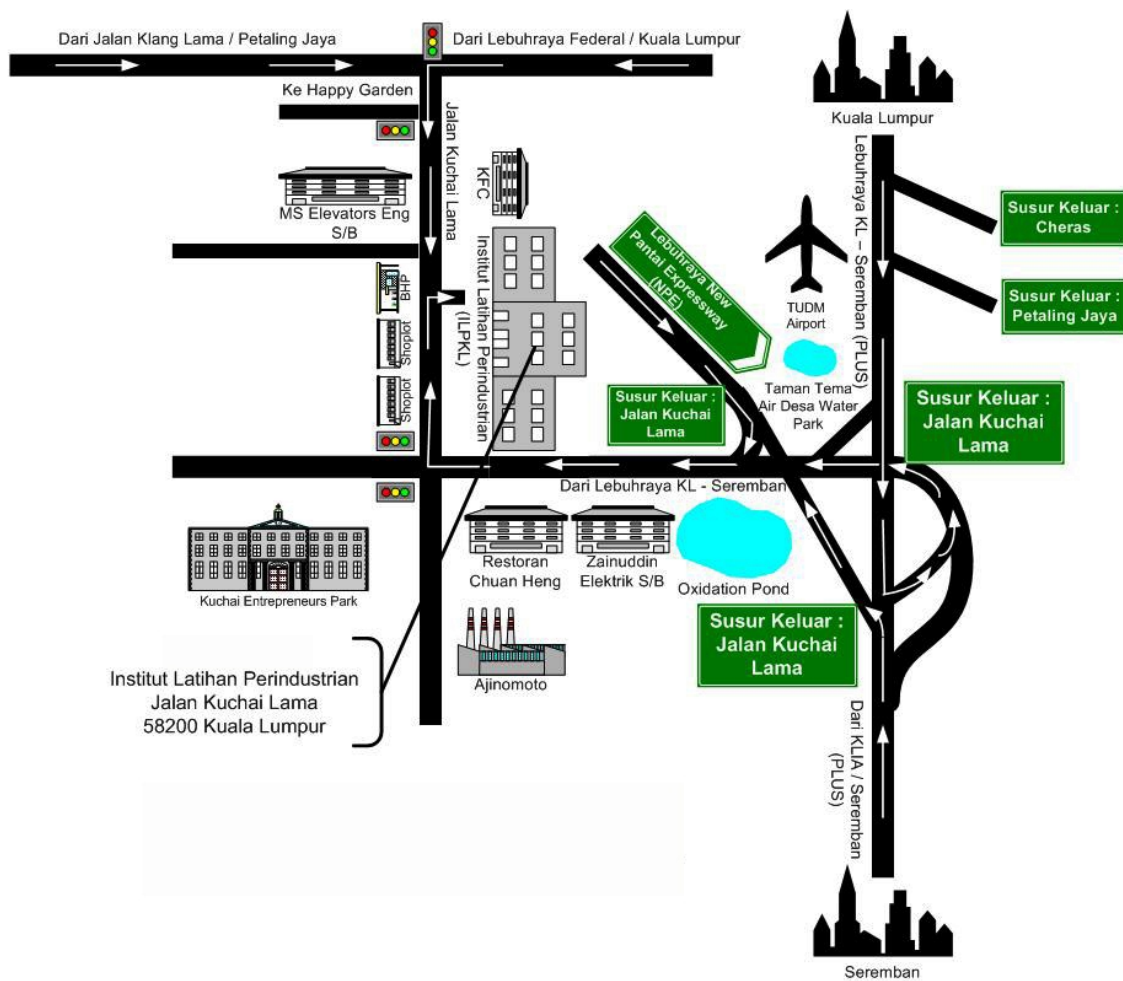 Dari Jalan Klang Lama / Petaling Jaya
Dari Lebuhraya Federal / Kuala Lumpur
Ke Happy Garden
Jalan Kuchai Lama
KFC
MS Elevators Eng
S/B
BHP
Shoplot
Shoplot
Institut Latihan Perindustrian
(ILPKL)
Lebuhraya New
Pantai Expressway
(NPE)
Kuala Lumpur
Lebuhraya KL – Seremban (PLUS)
Susur Keluar :
Cheras
Susur Keluar :
Petaling Jaya
TUDM
Airport
Taman Tema
Air Desa Water
Park
Susur Keluar :
Jalan Kuchai
Lama
Susur Keluar :
Jalan Kuchai
Lama
Dari Lebuhraya KL - Seremban
Restoran
Chuan Heng
Zainuddin
Elektrik S/B
Oxidation Pond
Kuchai Entrepreneurs Park
Susur Keluar :
Jalan Kuchai
Lama
Ajinomoto
Institut Latihan Perindustrian
Jalan Kuchai Lama
58200 Kuala Lumpur
Dari KLIA / Seremban
(PLUS)
Seremban